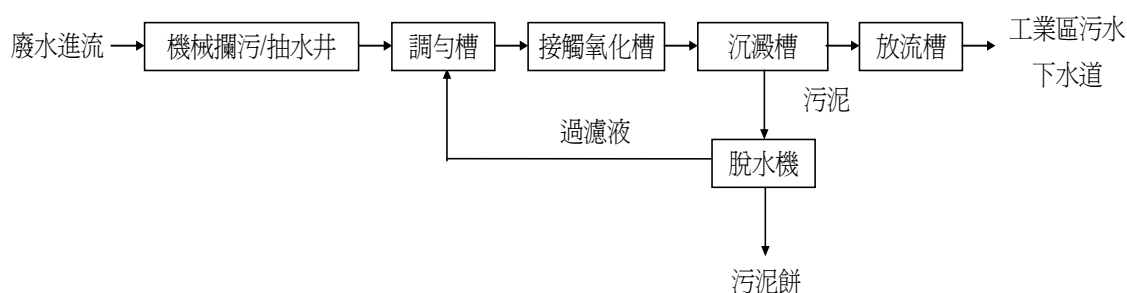 廢水進流
機械攔污/抽水井
調勻槽
接觸氧化槽
沉澱槽
放流槽
工業區污水
下水道
污泥
過濾液
脫水機
污泥餅